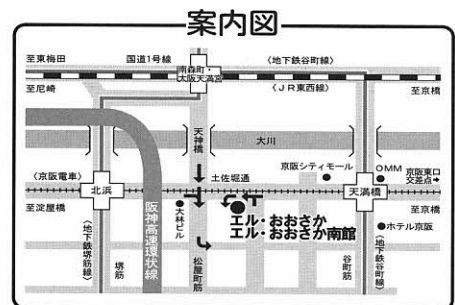 案内図
至東梅田
国道1号線
南森町・
大阪天満宮
〈地下鉄谷町線〉
至尼崎
〈JR東西線〉
至京橋
天神橋
大川
京阪シティモール
OMM
京阪東口
交差点→
〈京阪電車〉
北浜
土佐堀通
天満橋
至淀屋橋
至京橋
大林ビル
エル・おおさか
エル・おおさか南館
ホテル京阪
阪神高速環状線
〈地下鉄堺筋線〉
堺筋
松屋町筋
谷町筋
〈地下鉄谷町線〉